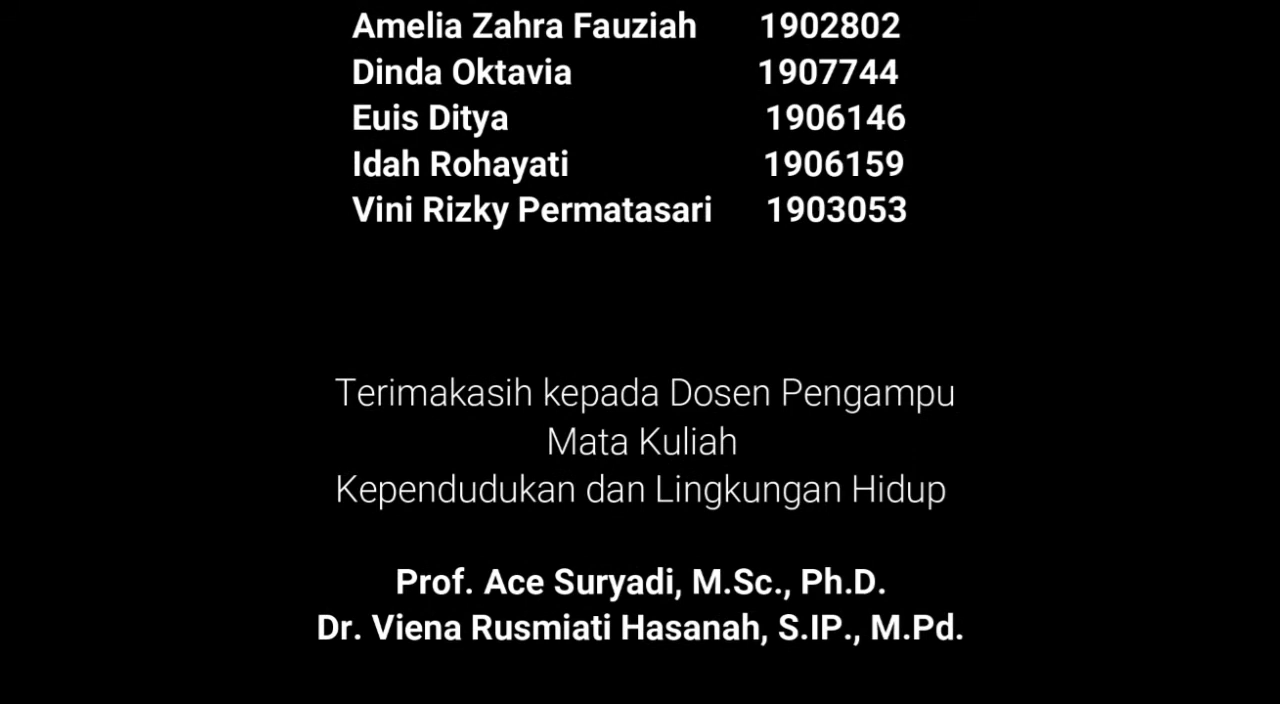 Amelia Zahra Fauziah 1902802
Dinda Oktavia 1907744
Euis Ditya 1906146
Idah Rohayati 1906159
Vini Rizky Permatasari 1903053
Terimakasih kepada Dosen Pengampu
Mata Kuliah
Kependudukan dan Lingkungan Hidup
Prof. Ace Suryadi, M.Sc., Ph.D.
Dr. Viena Rusmiati Hasanah, S.IP., M.Pd.